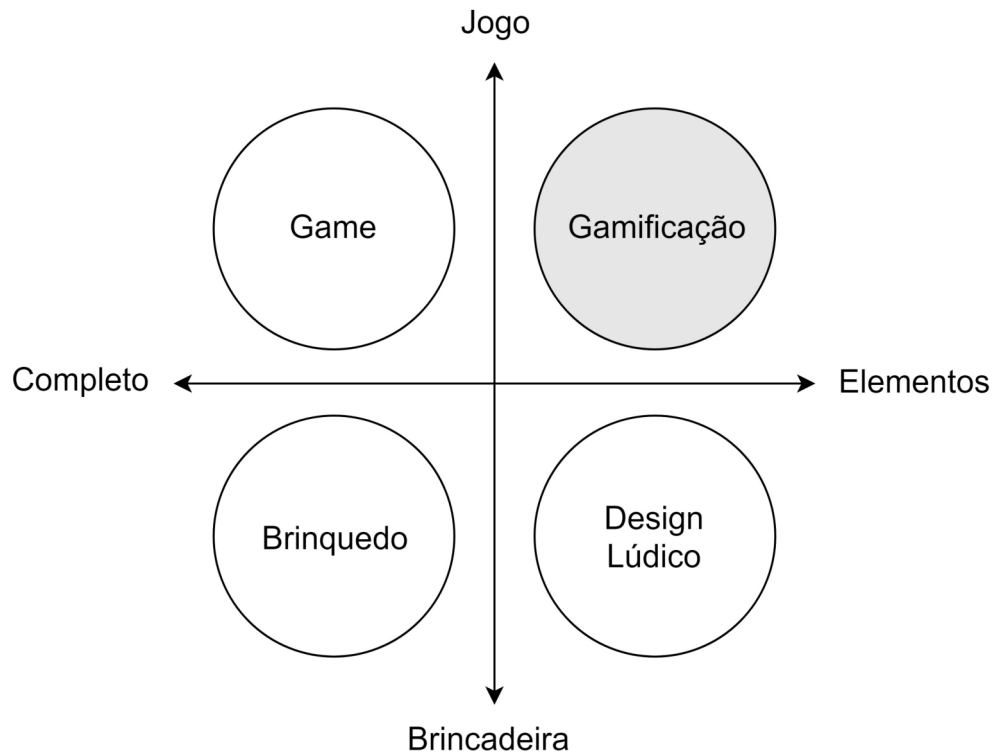 Jogo
Game
Gamificação
Completo
Elementos
Brinquedo
Design
Lúdico
Brincadeira